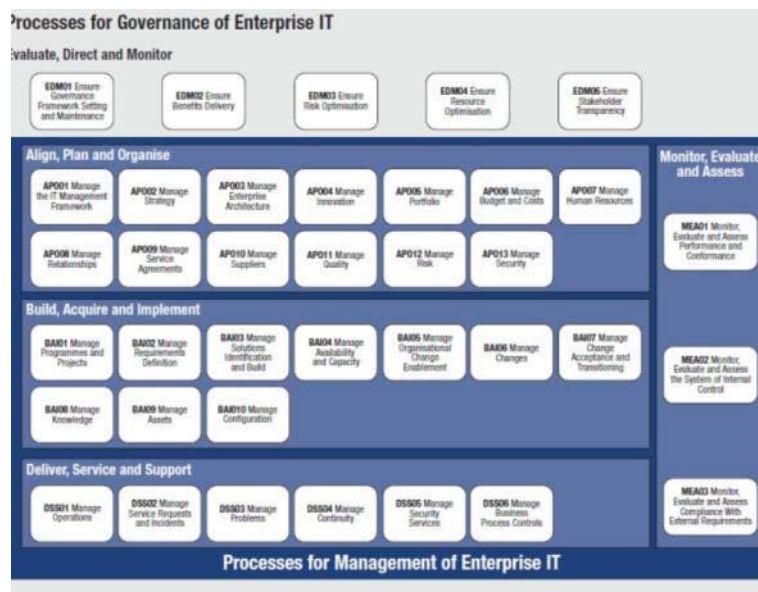 Processes for Governance of Enterprise IT
Evaluate, Direct and Monitor
EDM01 Ensure
Governance
Framework Setting
and Maintenance
EDM02 Ensure
Benefits Delivery
EDM03 Ensure
Risk Optimisation
EDM04 Ensure
Resource
Optimisation
EDM05 Ensure
Stakeholder
Transparency
Align, Plan and Organise
APO01 Manage
the IT Management
Framework
APO02 Manage
Strategy
APO03 Manage
Enterprise
Architecture
APO04 Manage
Innovation
APO05 Manage
Portfolio
APO06 Manage
Budget and Costs
APO07 Manage
Human Resources
APO08 Manage
Relationships
APO09 Manage
Service
Agreements
APO10 Manage
Suppliers
APO11 Manage
Quality
APO12 Manage
Risk
APO13 Manage
Security
Build, Acquire and Implement
BAI01 Manage
Programmes and
Projects
BAI02 Manage
Requirements
Definition
BAI03 Manage
Solutions
Identification
and Build
BAI04 Manage
Availability
and Capacity
BAI05 Manage
Organisational
Change
Enablement
BAI06 Manage
Changes
BAI07 Manage
Change
Acceptance and
Transitioning
BAI08 Manage
Knowledge
BAI09 Manage
Assets
BAI010 Manage
Configuration
Deliver, Service and Support
DSS01 Manage
Operations
DSS02 Manage
Service Requests
and Incidents
DSS03 Manage
Problems
DSS04 Manage
Continuity
DSS05 Manage
Security
Services
DSS06 Manage
Business
Process Controls
Monitor, Evaluate
and Assess
MEA01 Monitor,
Evaluate and Assess
Performance and
Conformance
MEA02 Monitor,
Evaluate and Assess
the System of Internal
Control
MEA03 Monitor,
Evaluate and Assess
Compliance With
External Requirements
Processes for Management of Enterprise IT